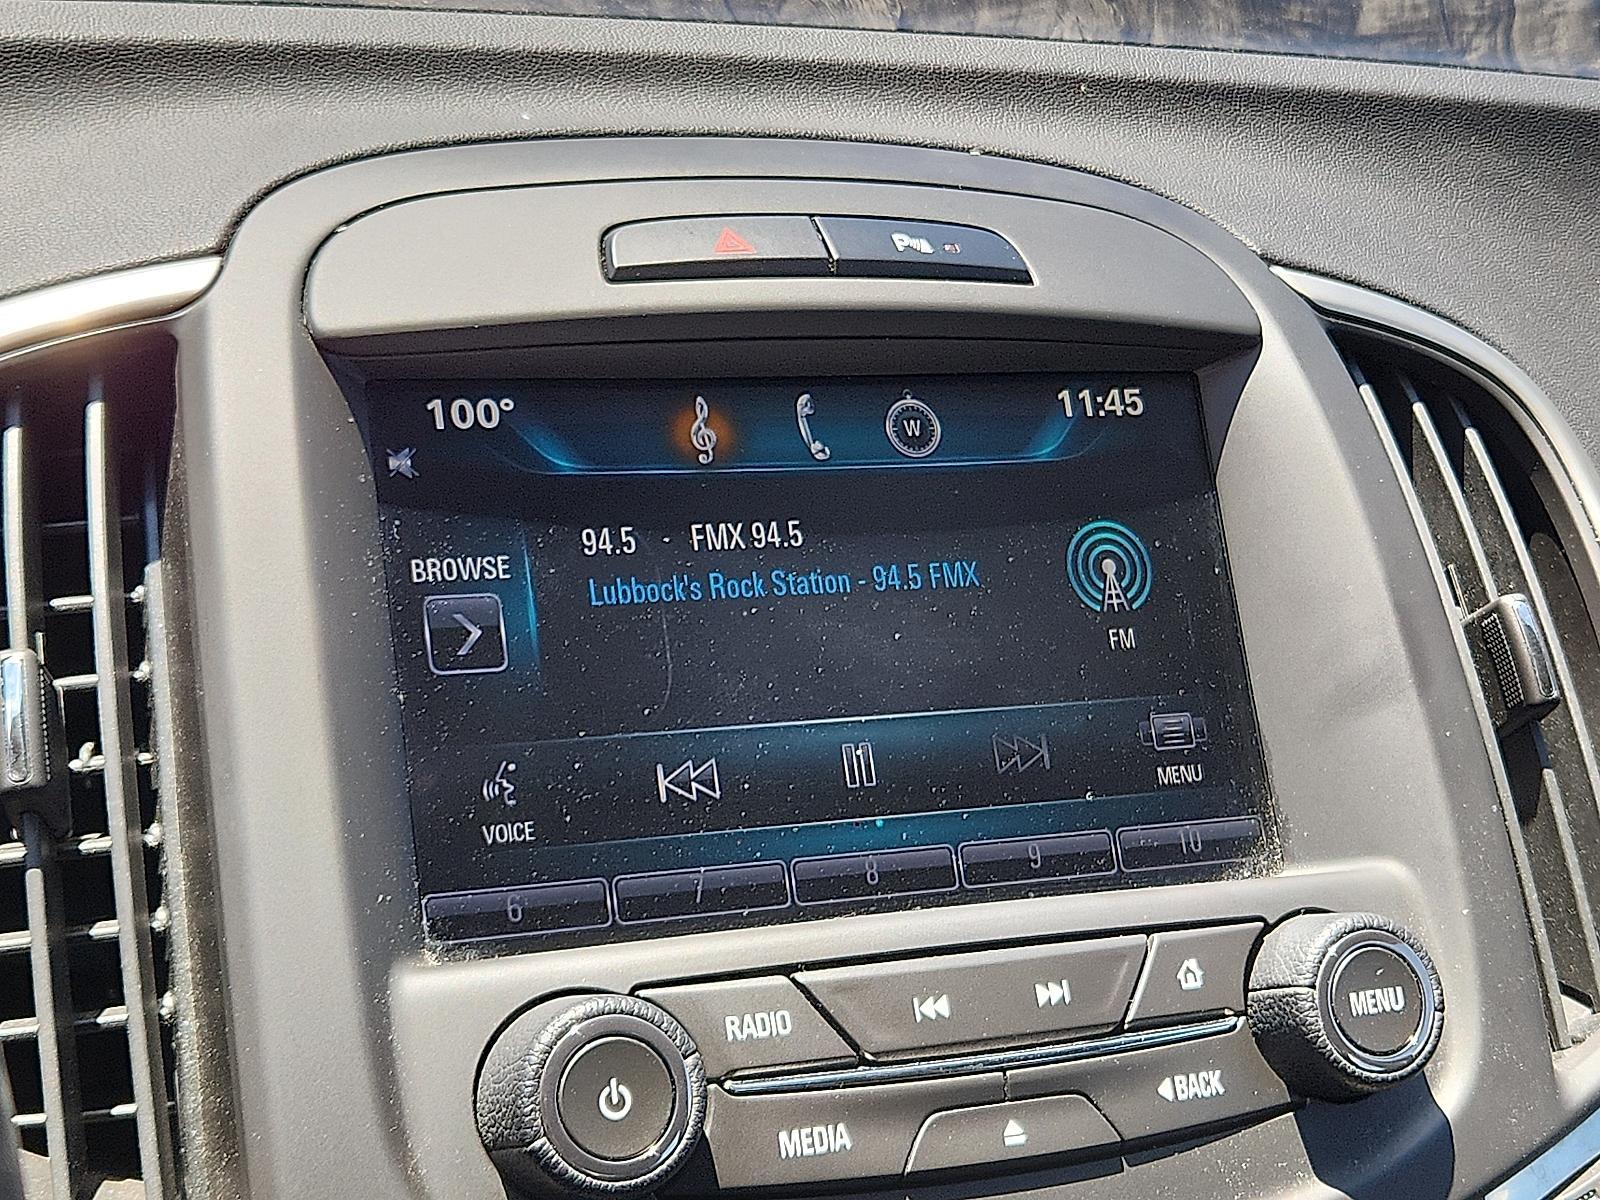 100° 11:45
W
94.5 - FMX 94.5
Lubbock's Rock Station - 94.5 FMX
BROWSE
FM
VOICE
MENU
6 7 8 9 10
RADIO
MENU
MEDIA
BACK